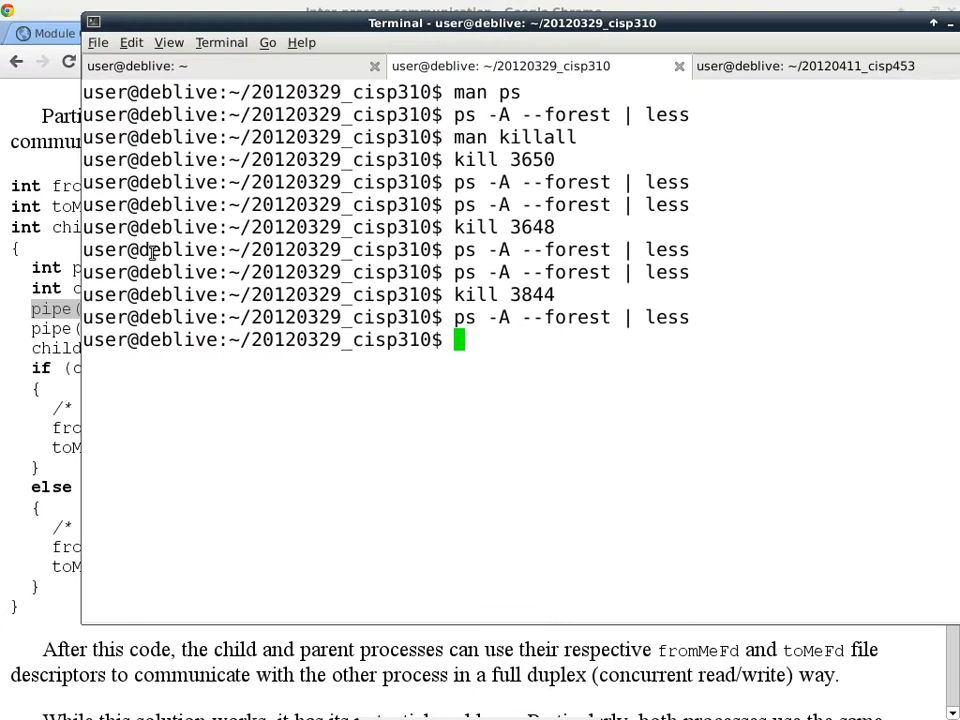 Terminal - user@deblive: ~/20120329_cisp310
Module
File Edit View Terminal Go Help
user@deblive: ~
user@deblive: ~/20120329_cisp310
user@deblive: ~/20120411_cisp453
user@deblive:~/20120329_cisp310$ man ps
user@deblive:~/20120329_cisp310$ ps -A --forest | less
user@deblive:~/20120329_cisp310$ man killall
user@deblive:~/20120329_cisp310$ kill 3650
user@deblive:~/20120329_cisp310$ ps -A --forest | less
user@deblive:~/20120329_cisp310$ ps -A --forest | less
user@deblive:~/20120329_cisp310$ kill 3648
user@deblive:~/20120329_cisp310$ ps -A --forest | less
user@deblive:~/20120329_cisp310$ ps -A --forest | less
user@deblive:~/20120329_cisp310$ kill 3844
user@deblive:~/20120329_cisp310$ ps -A --forest | less
user@deblive:~/20120329_cisp310$
Parti
commu
int fro
int toM
int chi
{
int p
int c
pipe(
pipe(
child
if (c
{
/*
fro
toM
}
else
{
/*
fro
toM
}
}
After this code, the child and parent processes can use their respective fromMeFd and toMeFd file
descriptors to communicate with the other process in a full duplex (concurrent read/write) way.